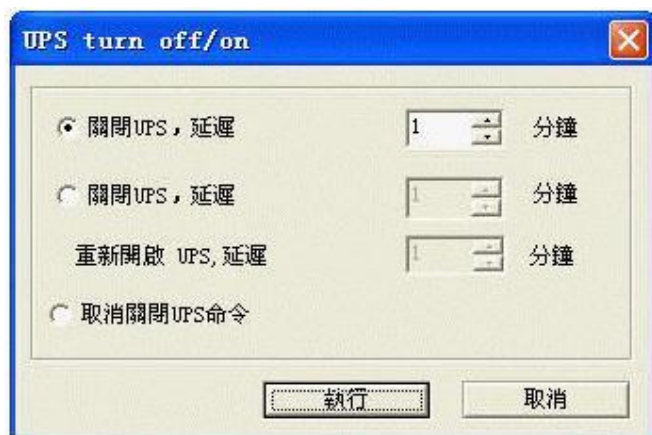 UPS turn off/on
關閉UPS，延遲 1 分鐘
關閉UPS，延遲 1 分鐘
重新開啟 UPS,延遲 1 分鐘
取消關閉UPS命令
執行 取消